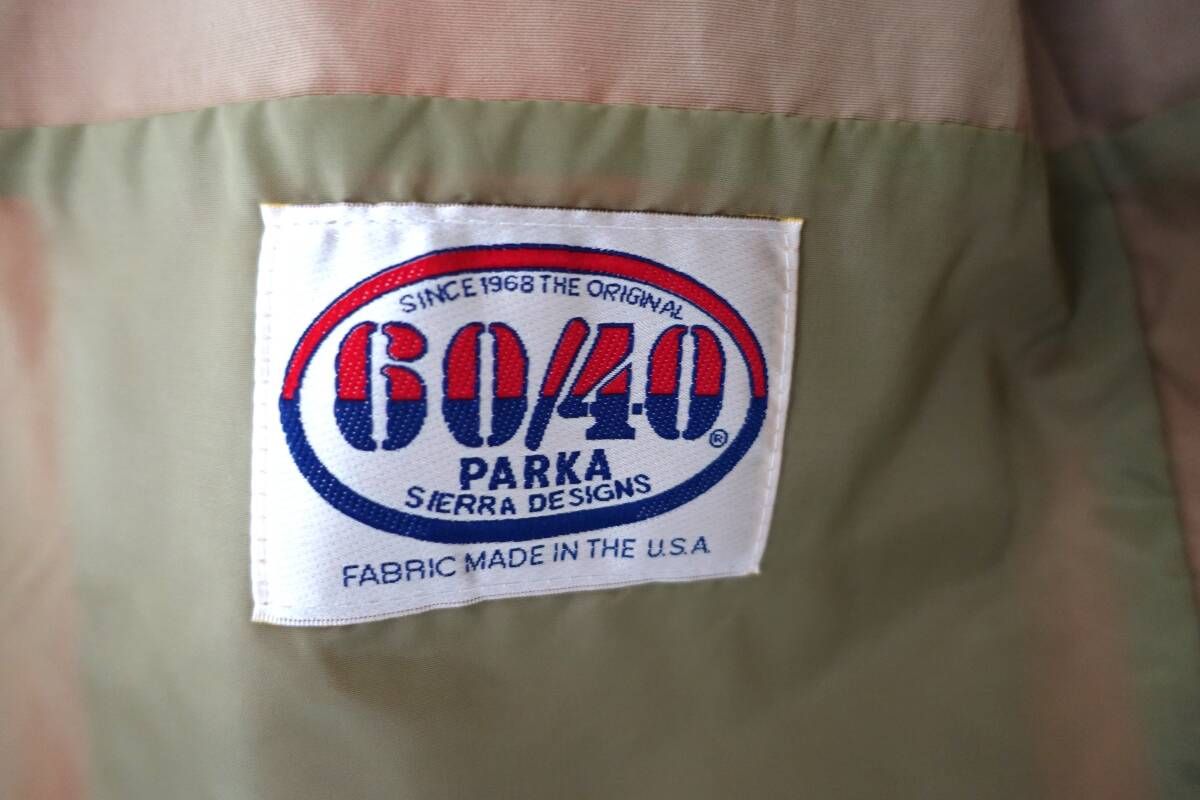 SINCE 1968 THE ORIGINAL
60/40®
PARKA
SIERRA DESIGNS
FABRIC MADE IN THE U.S.A.